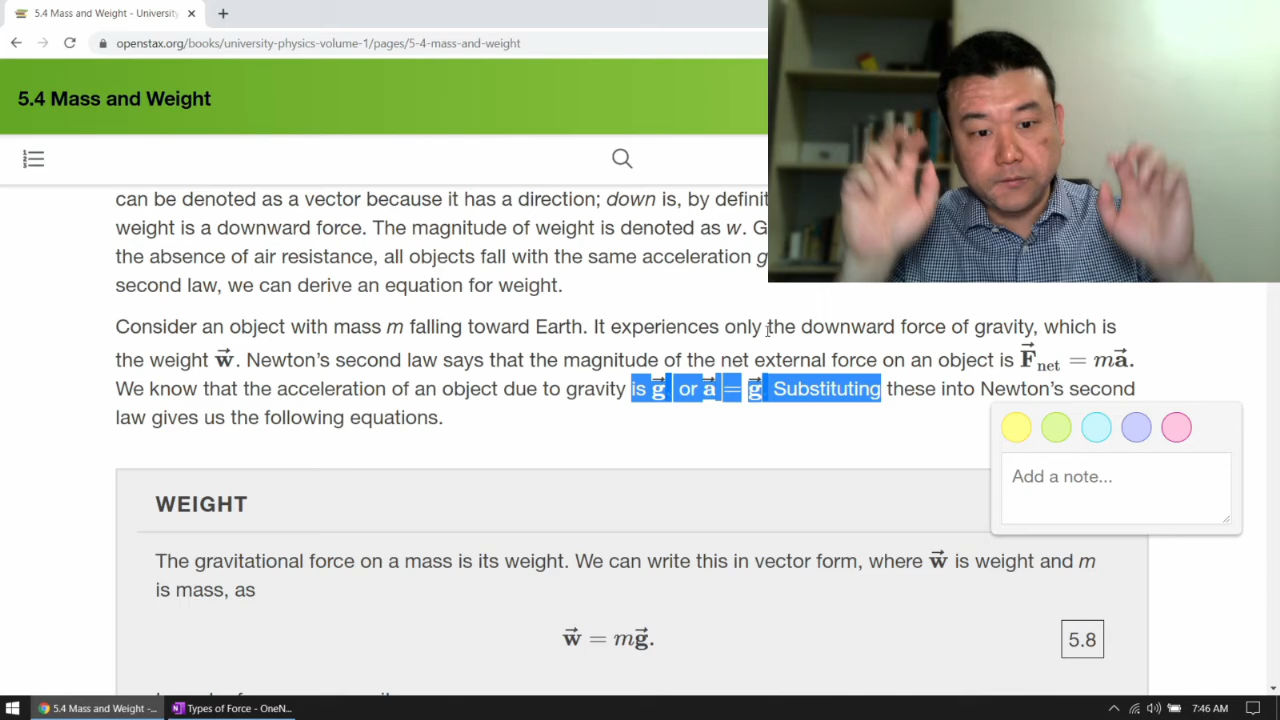 5.4 Mass and Weight - University
openstax.org/books/university-physics-volume-1/pages/5-4-mass-and-weight
5.4 Mass and Weight
can be denoted as a vector because it has a direction; down is, by definit
weight is a downward force. The magnitude of weight is denoted as w. G
the absence of air resistance, all objects fall with the same acceleration g
second law, we can derive an equation for weight.
Consider an object with mass m falling toward Earth. It experiences only the downward force of gravity, which is
the weight w⃗. Newton’s second law says that the magnitude of the net external force on an object is F⃗net = ma⃗.
We know that the acceleration of an object due to gravity is g⃗ or a⃗ = g⃗ Substituting these into Newton’s second
law gives us the following equations.
Add a note...
WEIGHT
The gravitational force on a mass is its weight. We can write this in vector form, where w⃗ is weight and m
is mass, as
w⃗ = mg⃗.
5.8
5.4 Mass and Weight -...
Types of Force - OneN...
7:46 AM